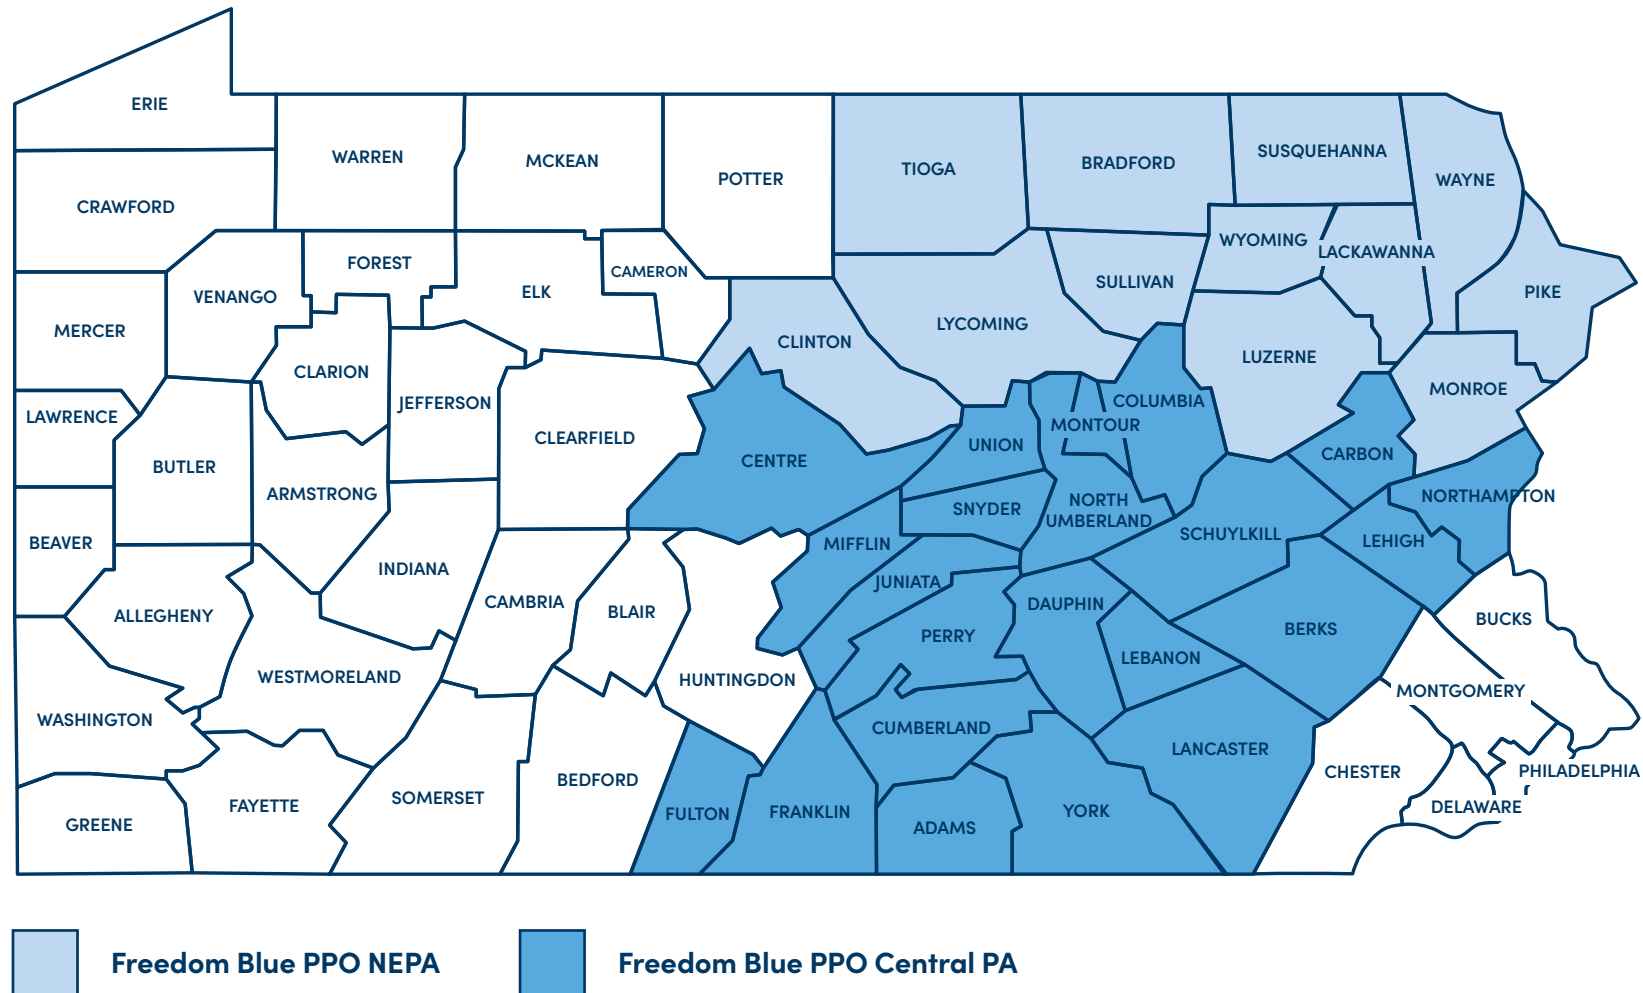 ERIE
WARREN
MCKEAN
POTTER
TIOGA
BRADFORD
SUSQUEHANNA
WAYNE
CRAWFORD
FOREST
CAMERON
WYOMING
LACKAWANNA
VENANGO
ELK
SULLIVAN
PIKE
MERCER
CLINTON
LYCOMING
LUZERNE
CLARION
MONROE
LAWRENCE
JEFFERSON
COLUMBIA
MONTOUR
BUTLER
CLEARFIELD
CENTRE
UNION
CARBON
ARMSTRONG
SNYDER
NORTH
UMBERLAND
NORTHAMPTON
BEAVER
MIFFLIN
SCHUYLKILL
LEHIGH
INDIANA
JUNIATA
ALLEGHENY
CAMBRIA
BLAIR
DAUPHIN
BUCKS
PERRY
BERKS
WESTMORELAND
HUNTINGDON
LEBANON
MONTGOMERY
WASHINGTON
CUMBERLAND
LANCASTER
GREENE
FAYETTE
SOMERSET
BEDFORD
FULTON
FRANKLIN
ADAMS
YORK
CHESTER
PHILADELPHIA
DELAWARE
Freedom Blue PPO NEPA
Freedom Blue PPO Central PA